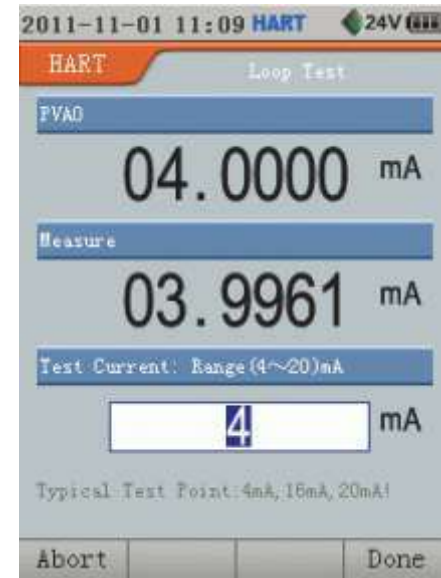 2011-11-01 11:09 HART 24V
HART
Loop Test
PVAO
04.0000 mA
Measure
03.9961 mA
Test Current: Range(4~20)mA
4 mA
Typical Test Point:4mA,16mA,20mA!
Abort Done